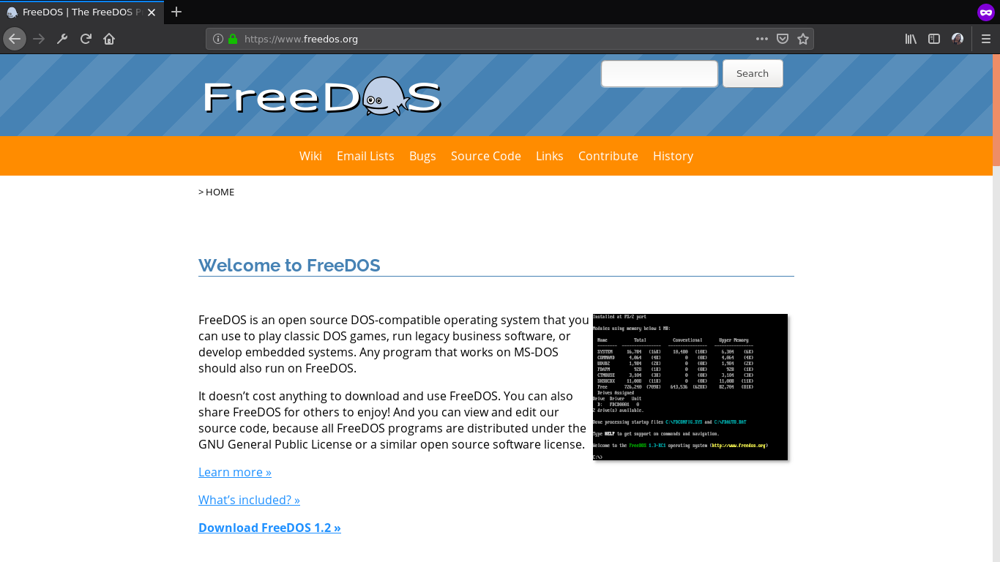 FreeDOS | The FreeDOS P
https://www.freedos.org
FreeDOS
Search
Wiki Email Lists Bugs Source Code Links Contribute History
> HOME
Welcome to FreeDOS
FreeDOS is an open source DOS-compatible operating system that you
can use to play classic DOS games, run legacy business software, or
develop embedded systems. Any program that works on MS-DOS
should also run on FreeDOS.
It doesn’t cost anything to download and use FreeDOS. You can also
share FreeDOS for others to enjoy! And you can view and edit our
source code, because all FreeDOS programs are distributed under the
GNU General Public License or a similar open source software license.
Learn more »
What’s included? »
Download FreeDOS 1.2 »
Installed at PS/2 port
Modules using memory below 1 MB:
Name Total Conventional Upper Memory
SYSTEM 16,784 (16K) 10,480 (10K) 6,304 (6K)
COMMAND 4,064 (4K) 0 (0K) 4,064 (4K)
UDVD2 1,984 (2K) 0 (0K) 1,984 (2K)
FDAPM 928 (1K) 0 (0K) 928 (1K)
CTMOUSE 3,104 (3K) 0 (0K) 3,104 (3K)
SHSUCDX 11,008 (11K) 0 (0K) 11,008 (11K)
Free 726,240 (709K) 643,536 (628K) 82,704 (81K)
Drives Assigned
Drive Driver Unit
D: FDCD0001 0
2 drive(s) available.
Done processing startup files C:\FDCONFIG.SYS and C:\FDAUTO.BAT
Type HELP to get support on commands and navigation.
Welcome to the FreeDOS 1.3-RC1 operating system (http://www.freedos.org)
C:\>